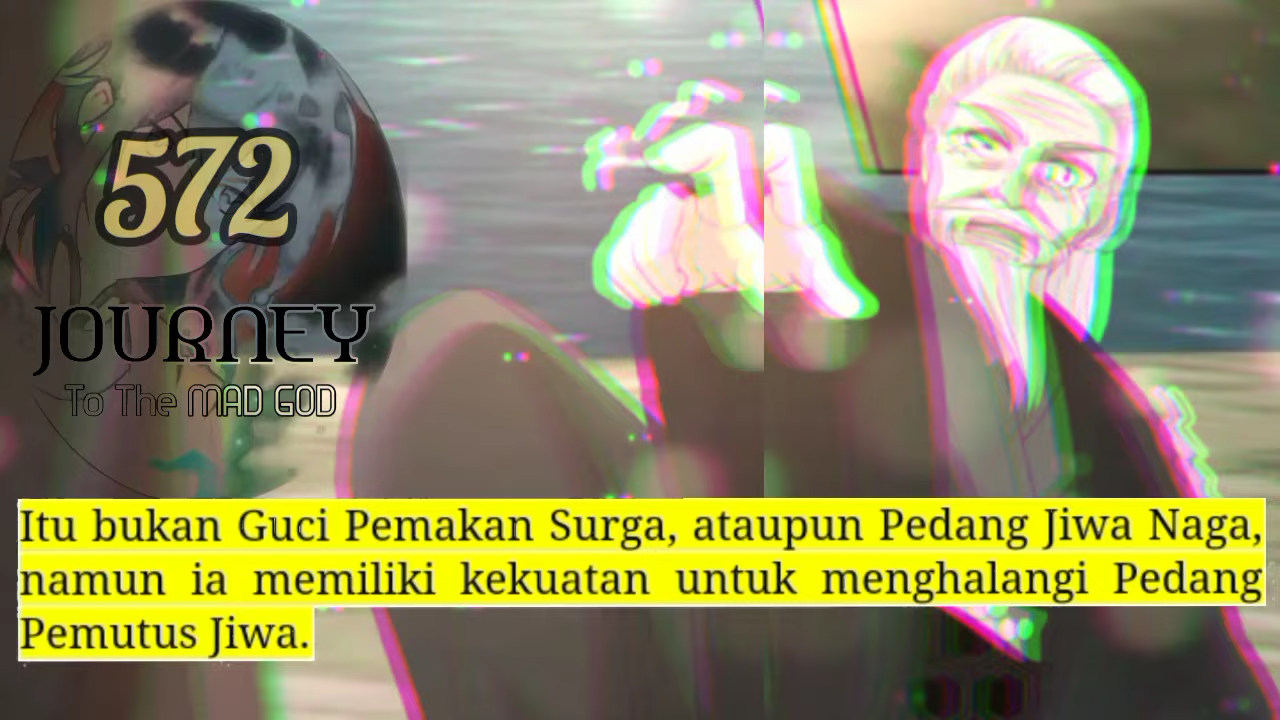 572
JOURNEY
To The MAD GOD
Itu bukan Guci Pemakan Surga, ataupun Pedang Jiwa Naga,
namun ia memiliki kekuatan untuk menghalangi Pedang
Pemutus Jiwa.